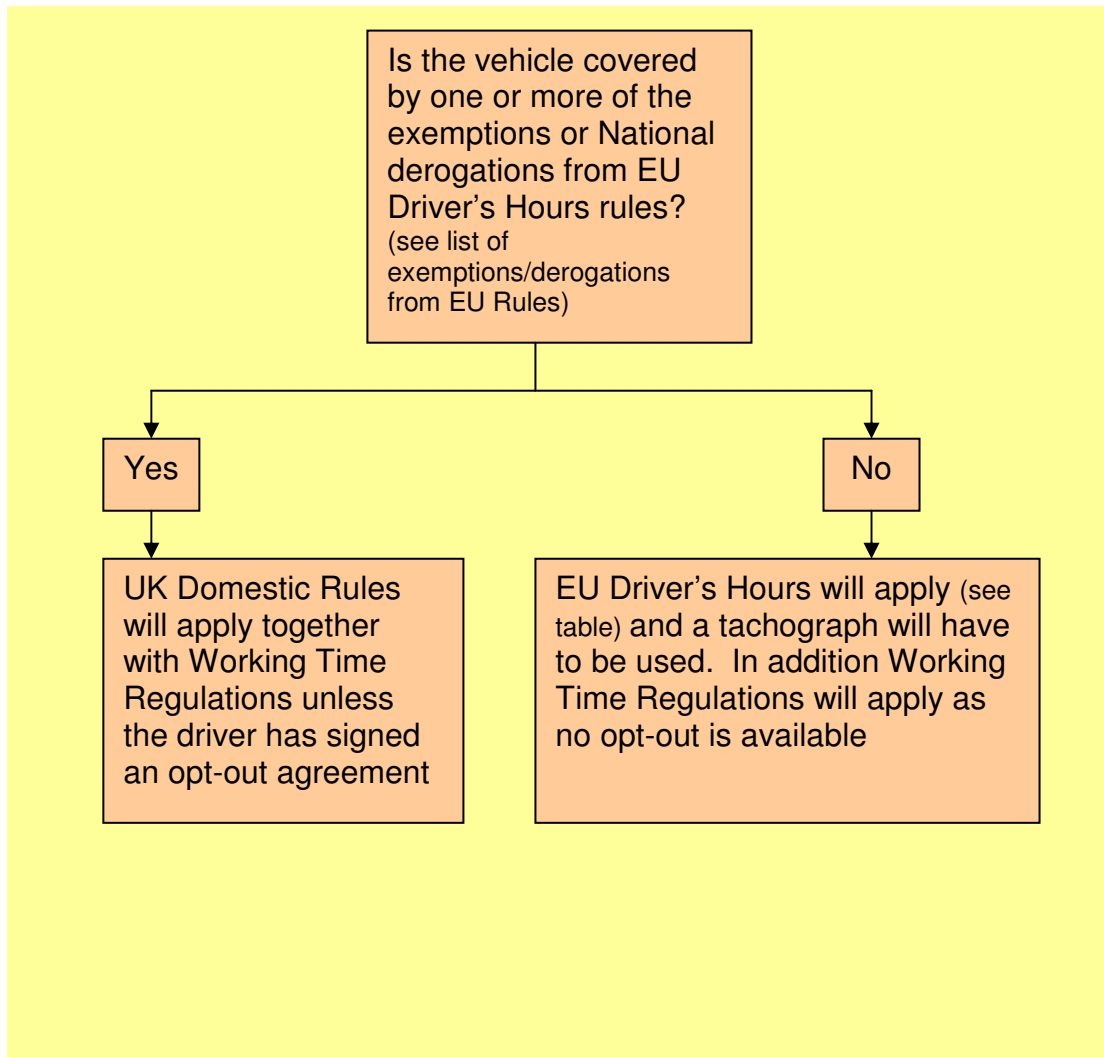 Is the vehicle covered
by one or more of the
exemptions or National
derogations from EU
Driver’s Hours rules?
(see list of
exemptions/derogations
from EU Rules)
Yes
No
UK Domestic Rules
will apply together
with Working Time
Regulations unless
the driver has signed
an opt-out agreement
EU Driver’s Hours will apply (see
table) and a tachograph will have
to be used.  In addition Working
Time Regulations will apply as
no opt-out is available